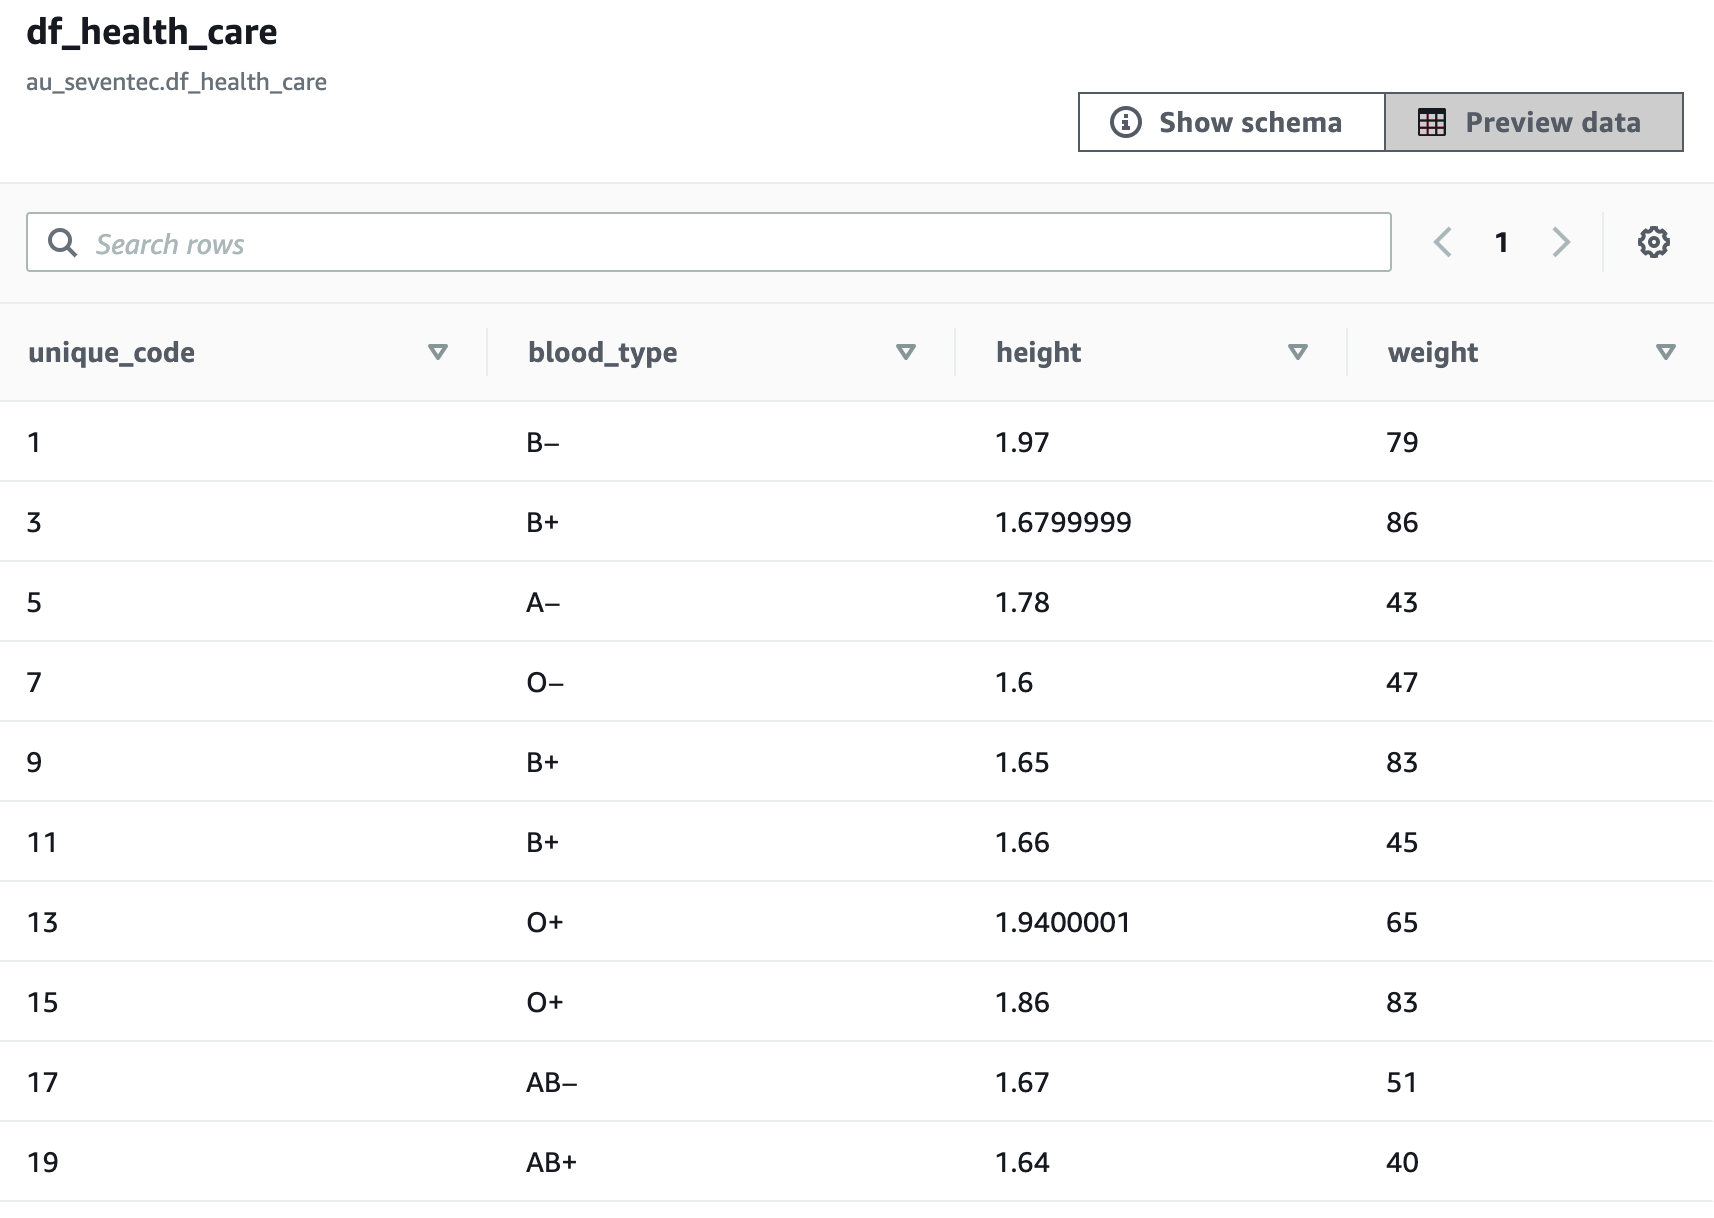 df_health_care
au_seventec.df_health_care
Show schema Preview data
Search rows 1
unique_code blood_type height weight
1 B– 1.97 79
3 B+ 1.6799999 86
5 A– 1.78 43
7 O– 1.6 47
9 B+ 1.65 83
11 B+ 1.66 45
13 O+ 1.9400001 65
15 O+ 1.86 83
17 AB– 1.67 51
19 AB+ 1.64 40